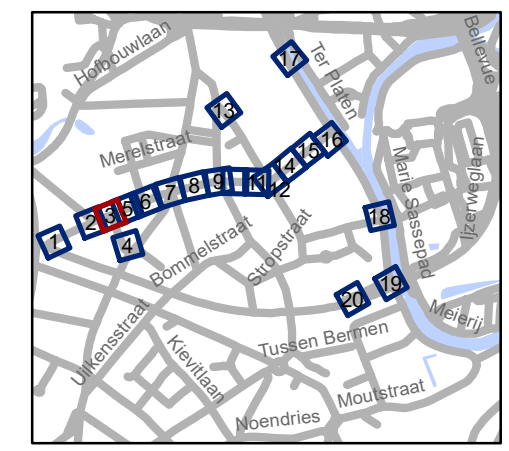 Hofbouwlaan
Ter Platen
Bellevue
17
13
Merelstraat
16
15
14
Marie Sassepad
Ijzerweglaan
1
2
3
5
6
7
8
9
11
12
4
18
Bommelstraat
Stropstraat
19
20
Meierij
Uilkensstraat
Kievitlaan
Tussen Bermen
Moutstraat
Noendries